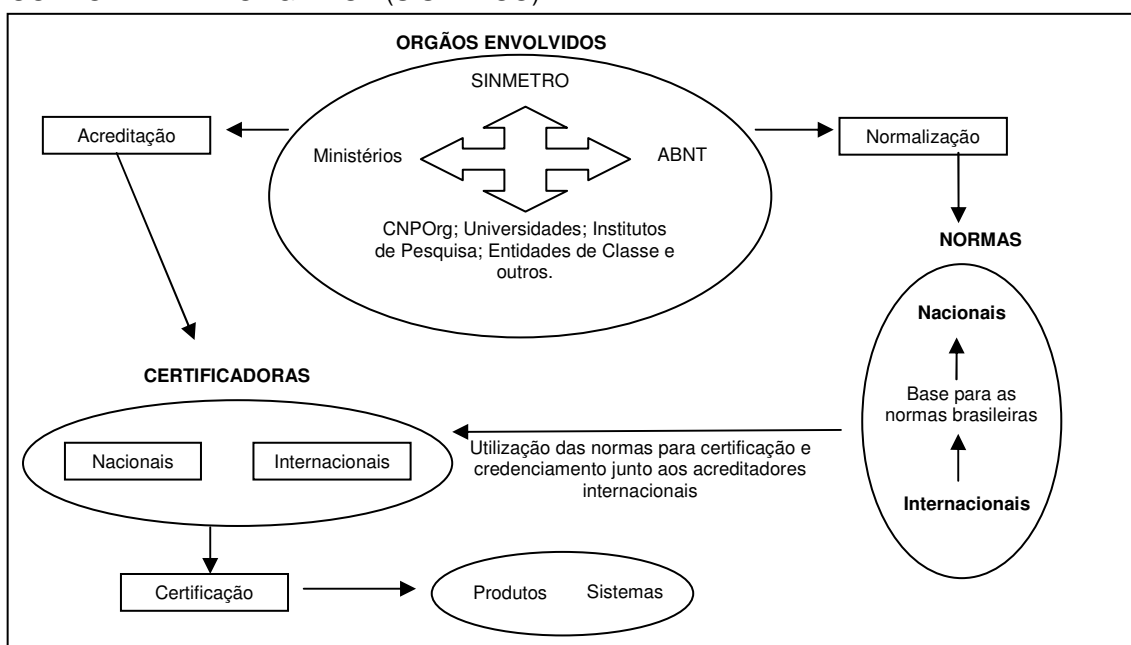 ORGÃOS ENVOLVIDOS
SINMETRO
Acreditação
Normalização
Ministérios
ABNT
CNPOrg; Universidades; Institutos
de Pesquisa; Entidades de Classe e
outros.
NORMAS
Nacionais
Base para as
normas brasileiras
Internacionais
CERTIFICADORAS
Nacionais
Internacionais
Utilização das normas para certificação e
credenciamento junto aos acreditadores
internacionais
Certificação
Produtos
Sistemas